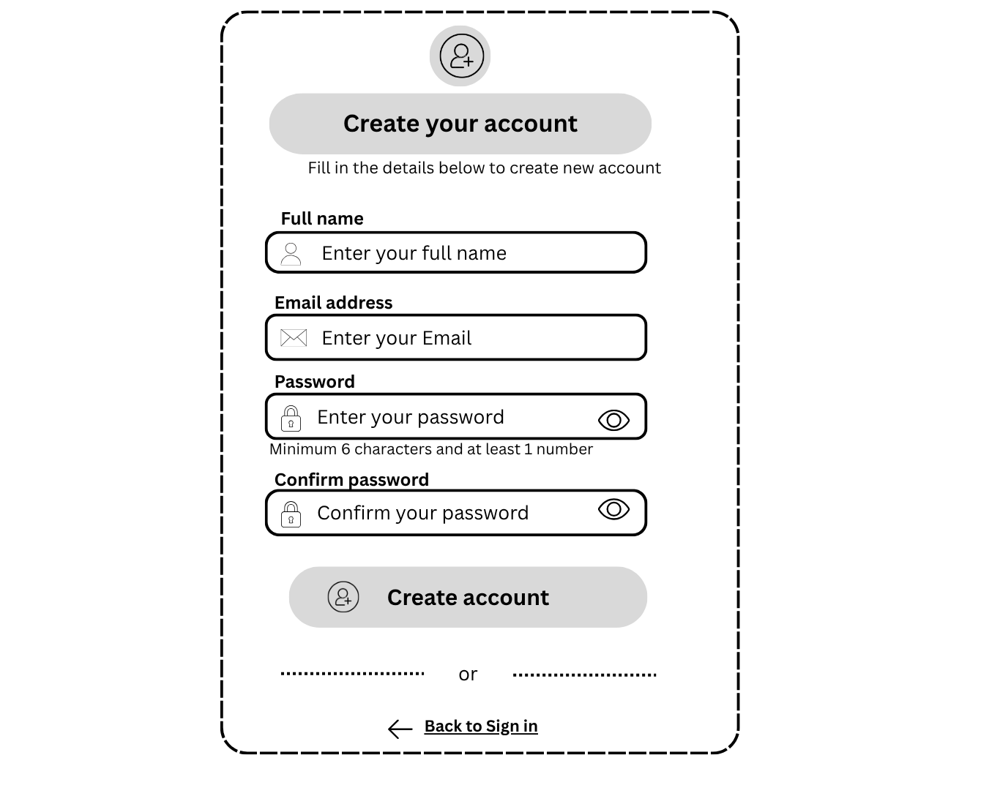 Create your account
Fill in the details below to create new account
Full name
Enter your full name
Email address
Enter your Email
Password
Enter your password
Minimum 6 characters and at least 1 number
Confirm password
Confirm your password
Create account
or
Back to Sign in